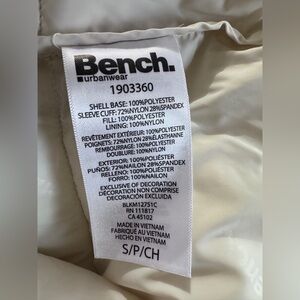 Bench.
urbanwear
1903360
SHELL BASE: 100%POLYESTER
SLEEVE CUFF: 72%NYLON 28%SPANDEX
FILL: 100%POLYESTER
LINING: 100%NYLON
REVÊTEMENT EXTÉRIEUR: 100%POLYESTER
POIGNETS: 72%NYLON 28%ÉLASTHANNE
REMBOURRAGE: 100%POLYESTER
DOUBLURE: 100%NYLON
EXTERIOR: 100%POLIÉSTER
PUÑOS: 72%NAILON 28%SPANDEX
RELLENO: 100%POLIÉSTER
FORRO: 100%NAILON
EXCLUSIVE OF DECORATION
DÉCORATION NON COMPRISE
DECORACIÓN EXCLUIDA
BLKM12751C
RN 111817
CA 45102
MADE IN VIETNAM
FABRIQUÉ AU VIETNAM
HECHO EN VIETNAM
S/P/CH